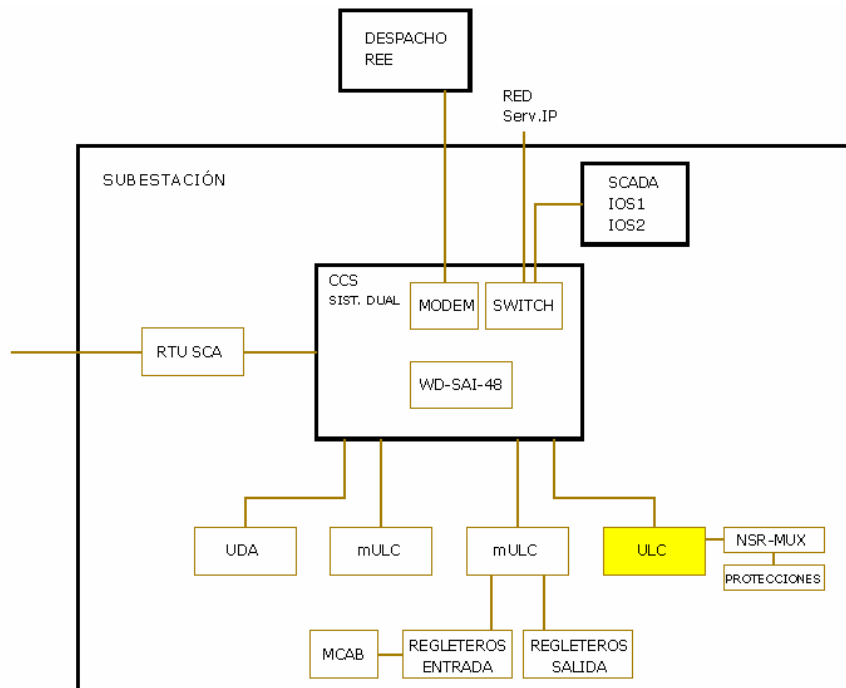 DESPACHO
REE
RED
Serv.IP
SUBESTACIÓN
SCADA
IOS1
IOS2
CCS
SIST. DUAL
MODEM
SWITCH
RTU SCA
WD-SAI-48
UDA
mULC
mULC
ULC
NSR-MUX
PROTECCIONES
MCAB
REGLETEROS
ENTRADA
REGLETEROS
SALIDA